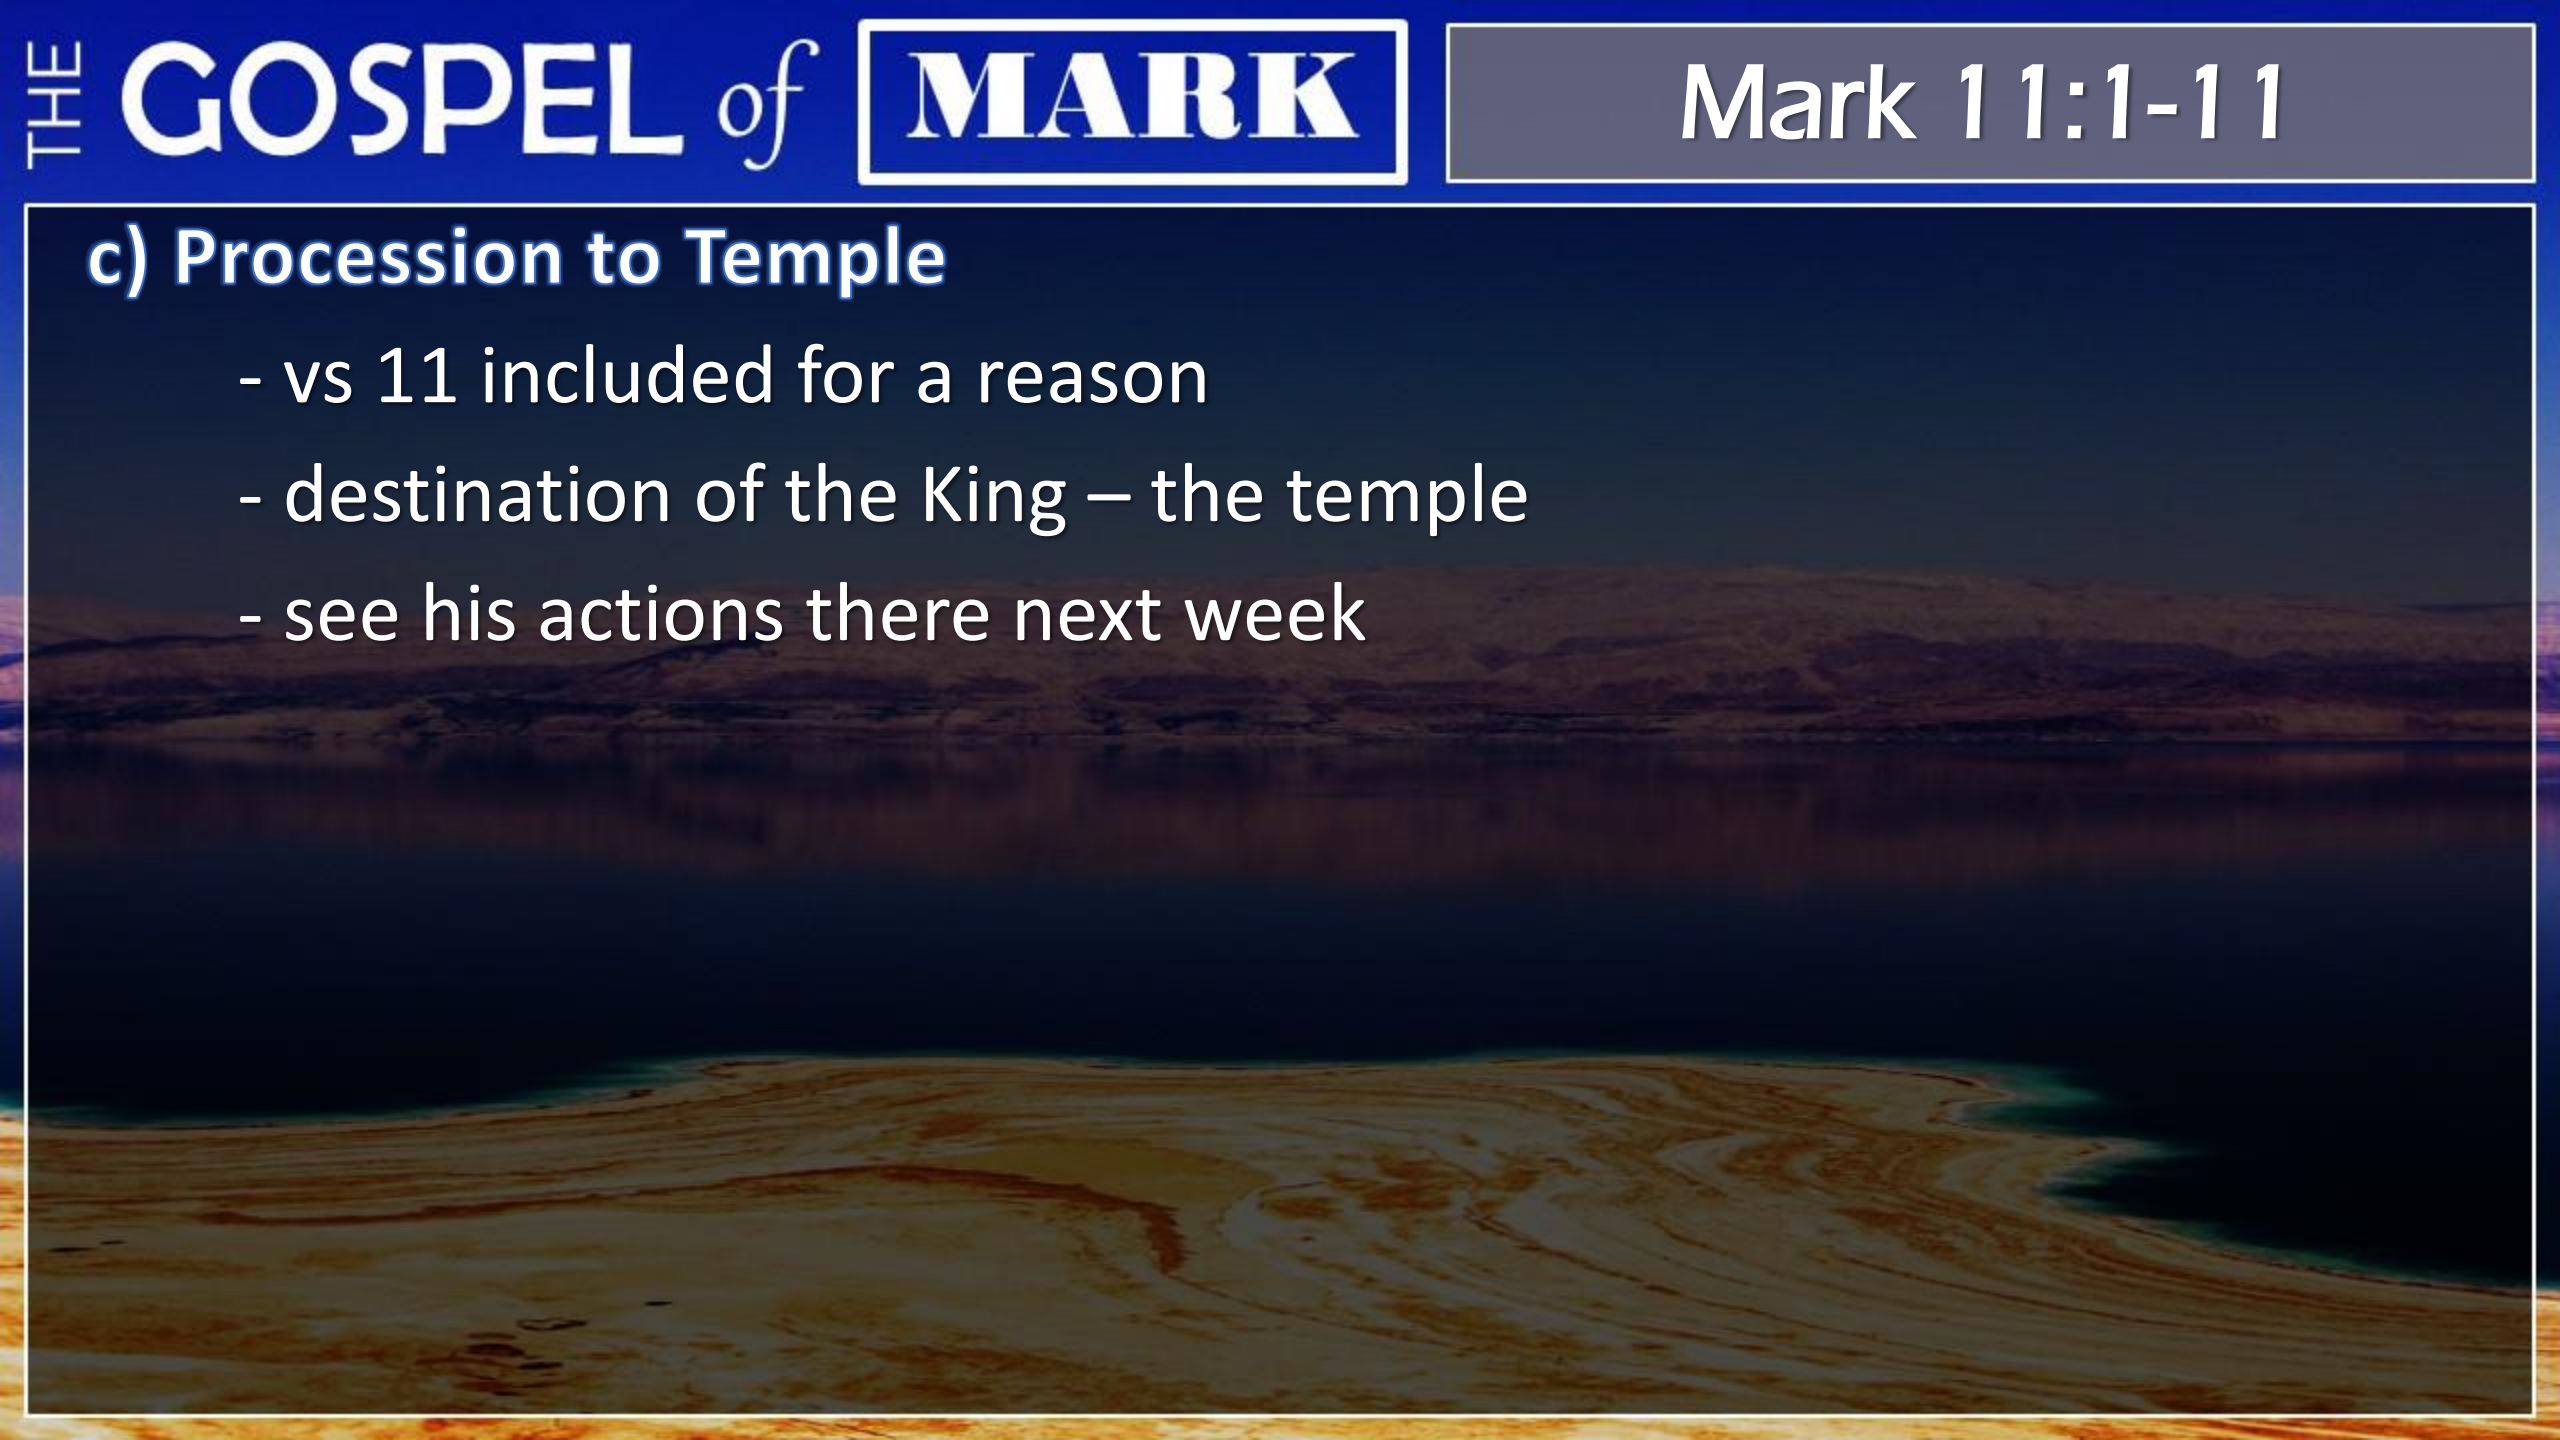 THE GOSPEL of MARK
Mark 11:1-11
c) Procession to Temple
- vs 11 included for a reason
- destination of the King – the temple
- see his actions there next week